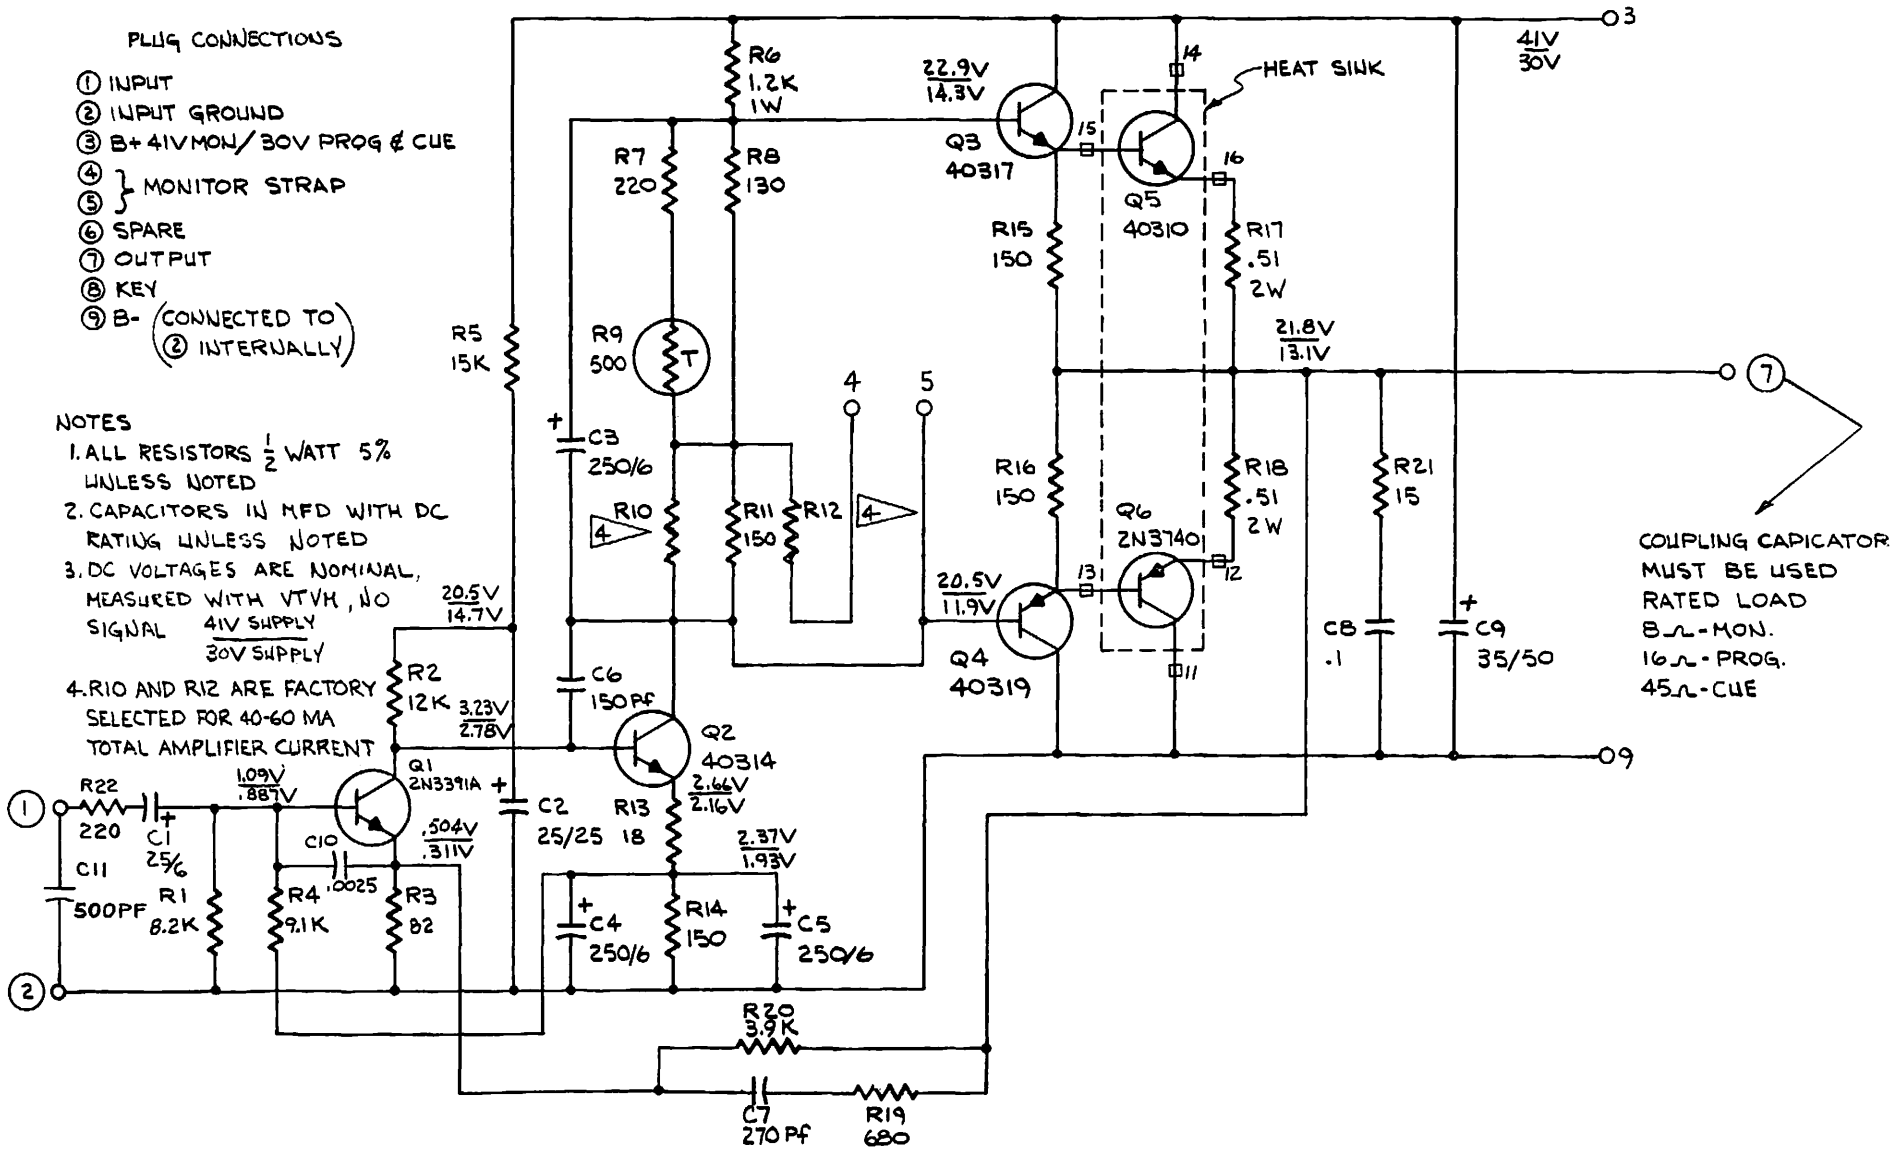 PLUG CONNECTIONS
① INPUT
② INPUT GROUND
③ B+ 41V MON/ 30V PROG ₵ CUE
④
⑤ } MONITOR STRAP
⑥ SPARE
⑦ OUTPUT
⑧ KEY
⑨ B- (CONNECTED TO
② INTERNALLY)
NOTES
1. ALL RESISTORS 1/2 WATT 5%
UNLESS NOTED
2. CAPACITORS IN MFD WITH DC
RATING UNLESS NOTED
3. DC VOLTAGES ARE NOMINAL,
MEASURED WITH VTVM, NO
SIGNAL 41V SUPPLY
30V SUPPLY
4. R10 AND R12 ARE FACTORY
SELECTED FOR 40-60 MA
TOTAL AMPLIFIER CURRENT
R6
1.2K
1W
22.9V
14.3V
Q3
40317
14
HEAT SINK
41V
30V
3
15
16
Q5
40310
R7
220
R8
130
R15
150
R17
.51
2W
R5
15K
R9
500
T
21.8V
13.1V
7
4
5
+
C3
250/6
R10
4
R11
150
R12
4
R16
150
Q6
2N3740
R18
.51
2W
R21
15
13
12
11
20.5V
11.9V
Q4
40319
C8
.1
+
C9
35/50
9
COUPLING CAPICATOR
MUST BE USED
RATED LOAD
8Ω-MON.
16Ω-PROG.
45Ω-CUE
20.5V
14.7V
R2
12K
C6
150Pf
3.23V
2.78V
Q2
40314
2.66V
2.16V
1
R22
220
C1
25/6
+
1.09V
.887V
Q1
2N3391A
+
C2
25/25
R13
18
.504V
.311V
2.37V
1.93V
C11
500PF
R1
8.2K
C10
.0025
R4
9.1K
R3
82
+
C4
250/6
R14
150
+
C5
250/6
2
R20
3.9K
C7
270Pf
R19
680